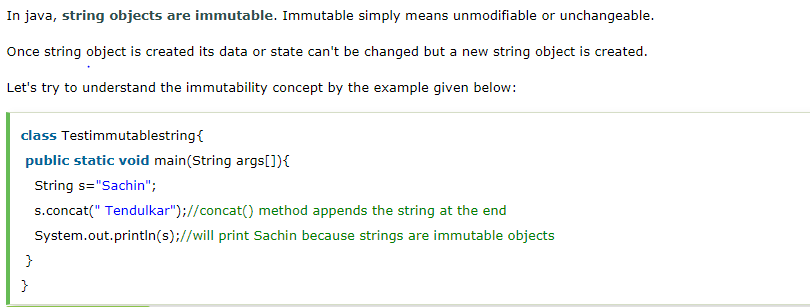 In java, string objects are immutable. Immutable simply means unmodifiable or unchangeable.
Once string object is created its data or state can't be changed but a new string object is created.
Let's try to understand the immutability concept by the example given below:
class Testimmutablestring{
public static void main(String args[]){
String s="Sachin";
s.concat(" Tendulkar");//concat() method appends the string at the end
System.out.println(s);//will print Sachin because strings are immutable objects
}
}